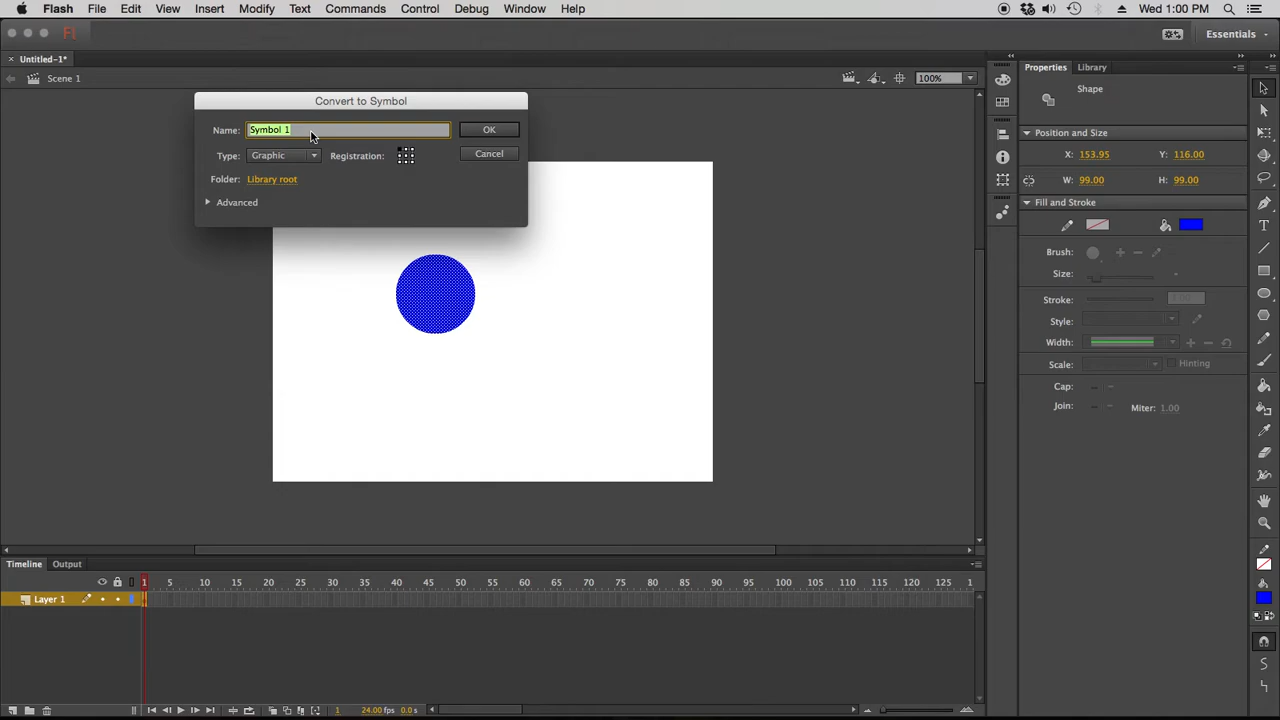 Flash File Edit View Insert Modify Text Commands Control Debug Window Help Wed 1:00 PM
Fl Essentials
× Untitled-1*
Scene 1 100%
Convert to Symbol
Name: Symbol 1 OK
Type: Graphic Registration: Cancel
Folder: Library root
Advanced
Properties Library
Shape
Position and Size
X: 153.95 Y: 116.00
W: 99.00 H: 99.00
Fill and Stroke
Brush:
Size:
Stroke: 1.00
Style:
Width:
Scale: Hinting
Cap:
Join: Miter: 1.00
Timeline Output
1 5 10 15 20 25 30 35 40 45 50 55 60 65 70 75 80 85 90 95 100 105 110 115 120 125 1
Layer 1
1 24.00 fps 0.0 s